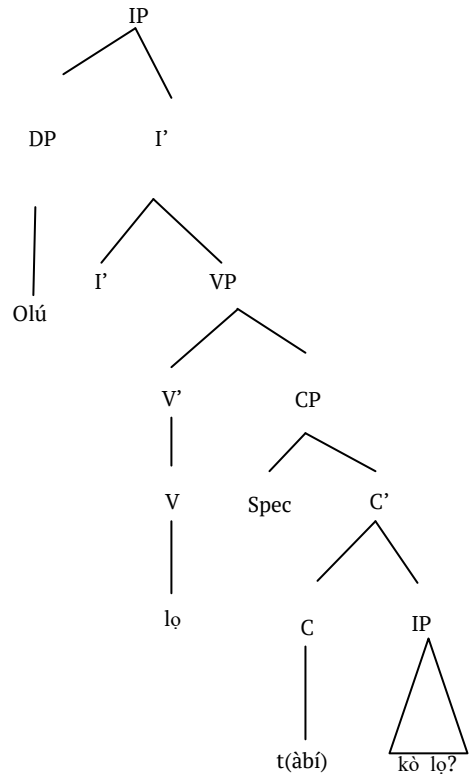 IP
DP I’
I’ VP
Olú
V’ CP
V Spec C’
lọ C IP
t(àbí) kò lọ?